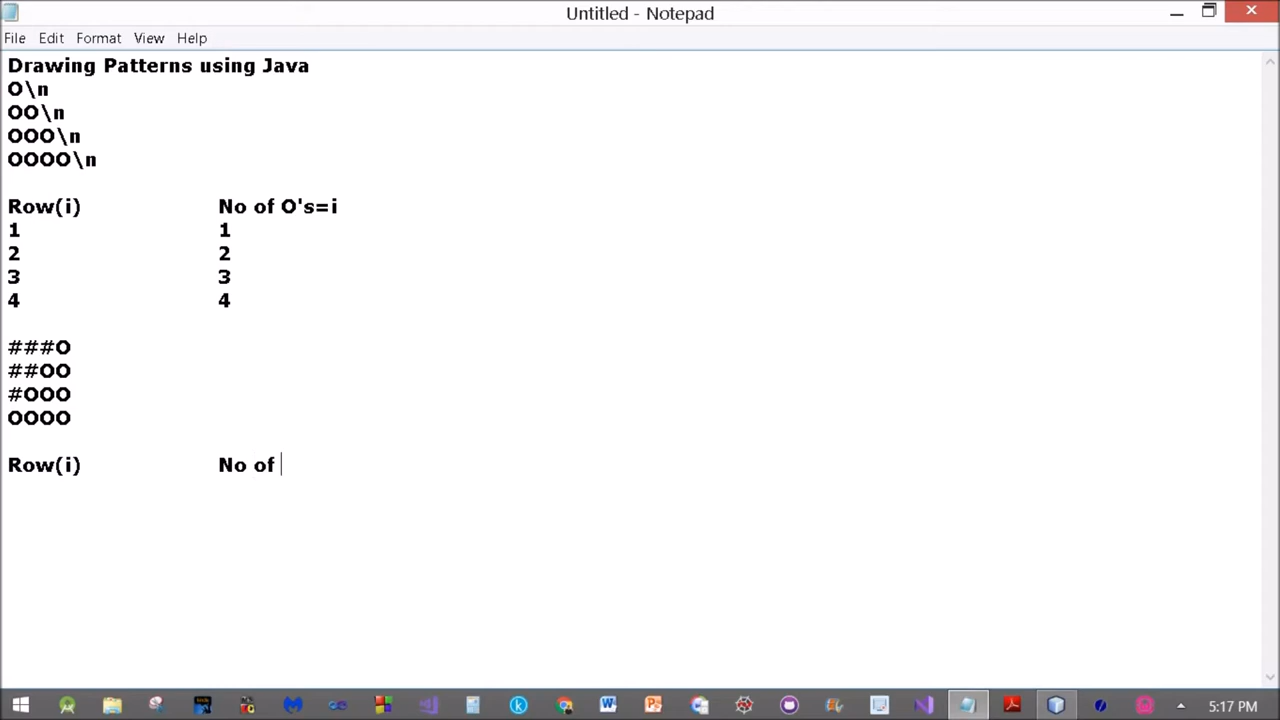 Untitled - Notepad
File Edit Format View Help
Drawing Patterns using Java
O\n
OO\n
OOO\n
OOOO\n
Row(i) No of O's=i
1 1
2 2
3 3
4 4
###O
##OO
#OOO
OOOO
Row(i) No of
5:17 PM